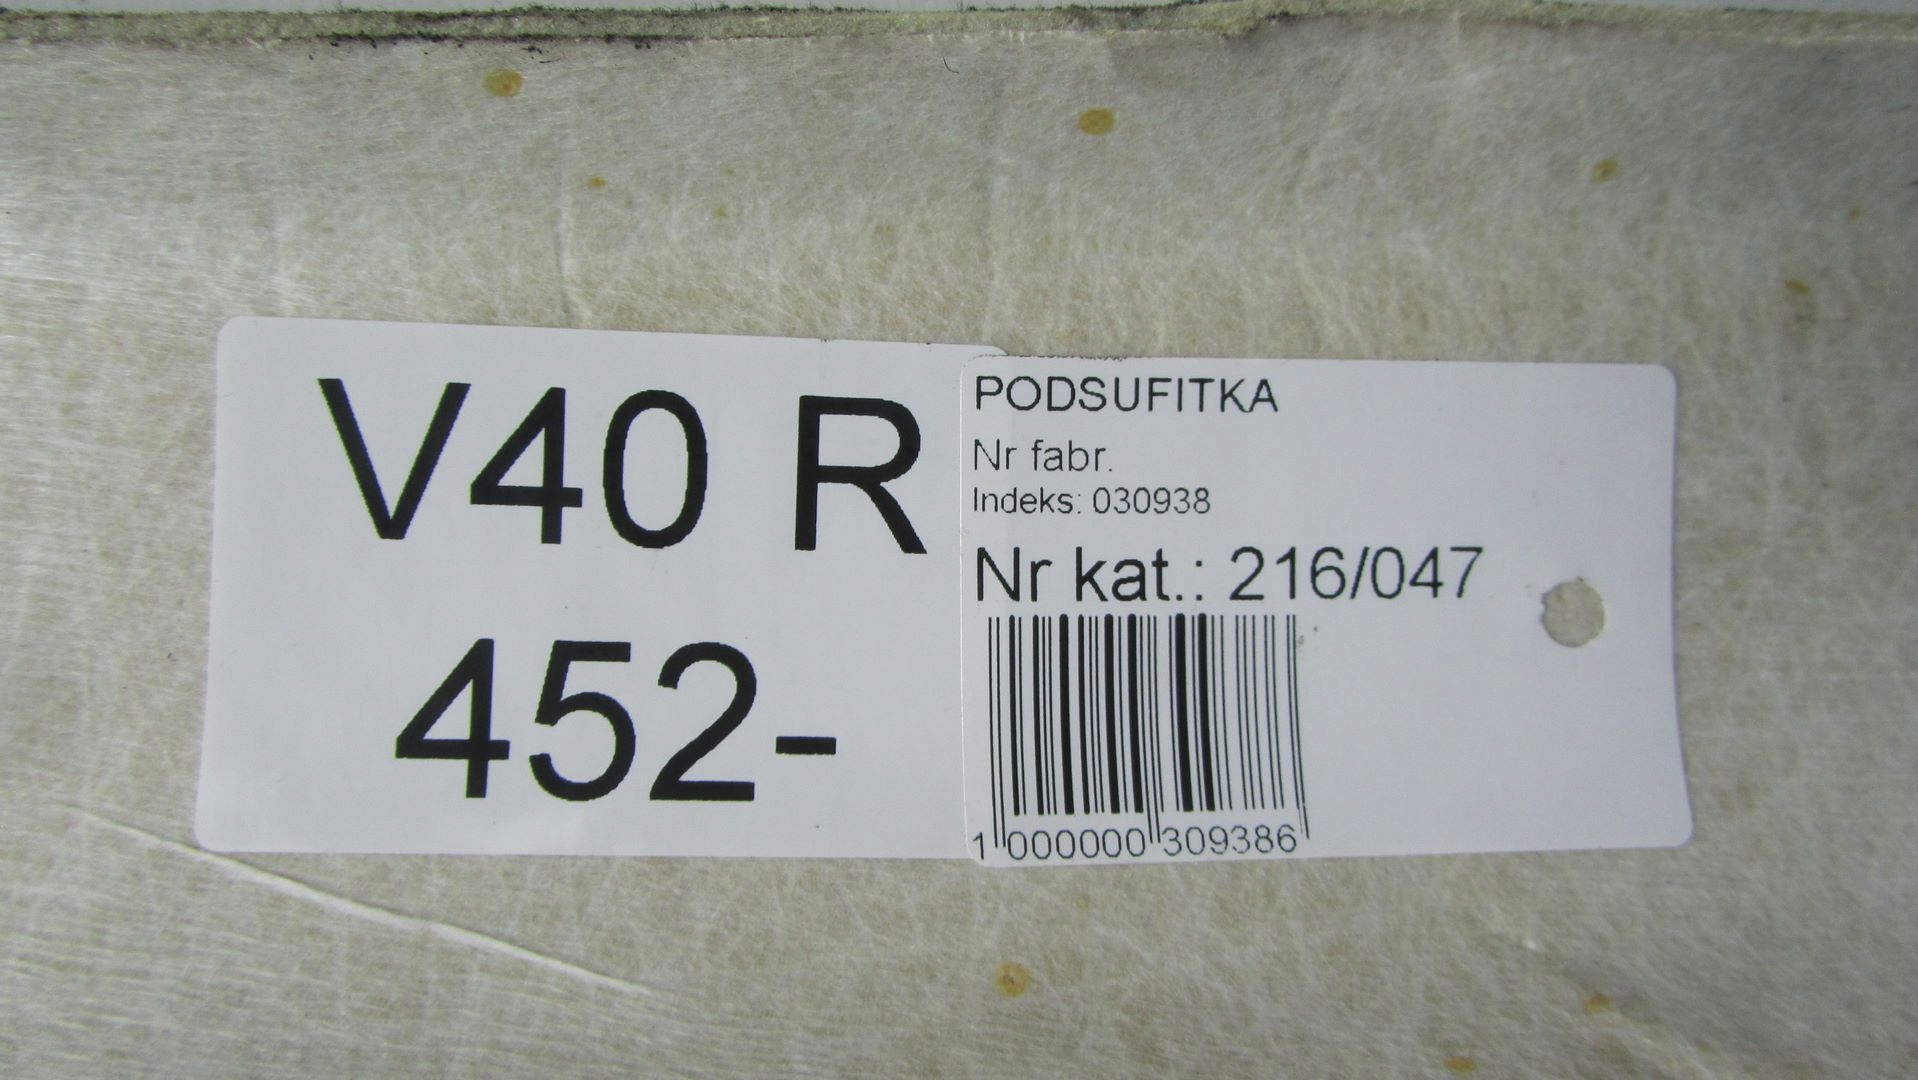 V40 R
452-
PODSUFITKA
Nr fabr.
Indeks: 030938
Nr kat.: 216/047
1 000000 309386